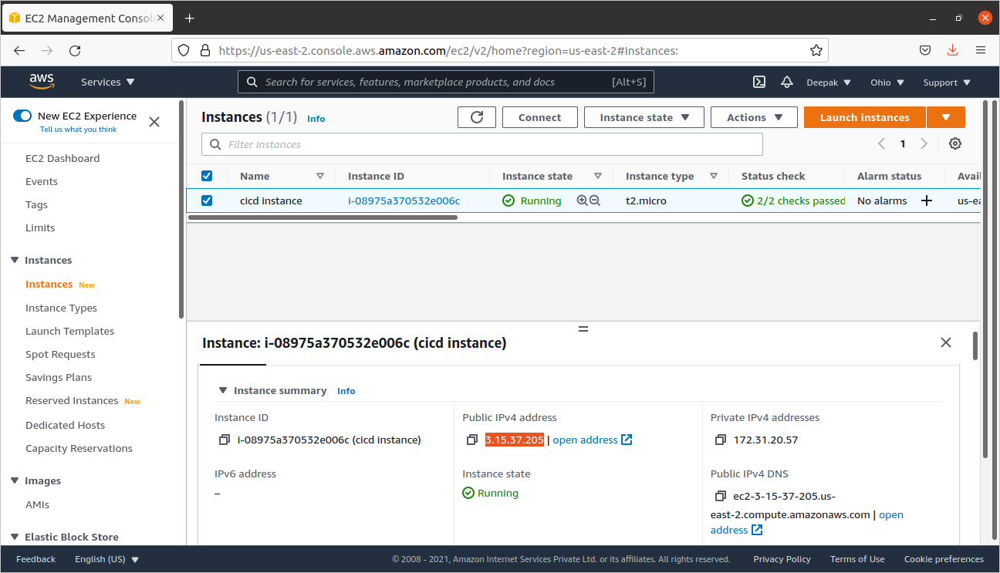 EC2 Management Consol
https://us-east-2.console.aws.amazon.com/ec2/v2/home?region=us-east-2#Instances:
aws Services Search for services, features, marketplace products, and docs [Alt+S] Deepak Ohio Support
New EC2 Experience
Tell us what you think
EC2 Dashboard
Events
Tags
Limits
Instances
Instances New
Instance Types
Launch Templates
Spot Requests
Savings Plans
Reserved Instances New
Dedicated Hosts
Capacity Reservations
Images
AMIs
Elastic Block Store
Instances (1/1) Info Connect Instance state Actions Launch instances
Filter instances 1
Name Instance ID Instance state Instance type Status check Alarm status Avai
cicd instance i-08975a370532e006c Running t2.micro 2/2 checks passed No alarms us-ea
Instance: i-08975a370532e006c (cicd instance)
Instance summary Info
Instance ID
i-08975a370532e006c (cicd instance)
IPv6 address
–
Public IPv4 address
3.15.37.205 | open address
Instance state
Running
Private IPv4 addresses
172.31.20.57
Public IPv4 DNS
ec2-3-15-37-205.us-
east-2.compute.amazonaws.com | open
address
Feedback English (US) © 2008 - 2021, Amazon Internet Services Private Ltd. or its affiliates. All rights reserved. Privacy Policy Terms of Use Cookie preferences